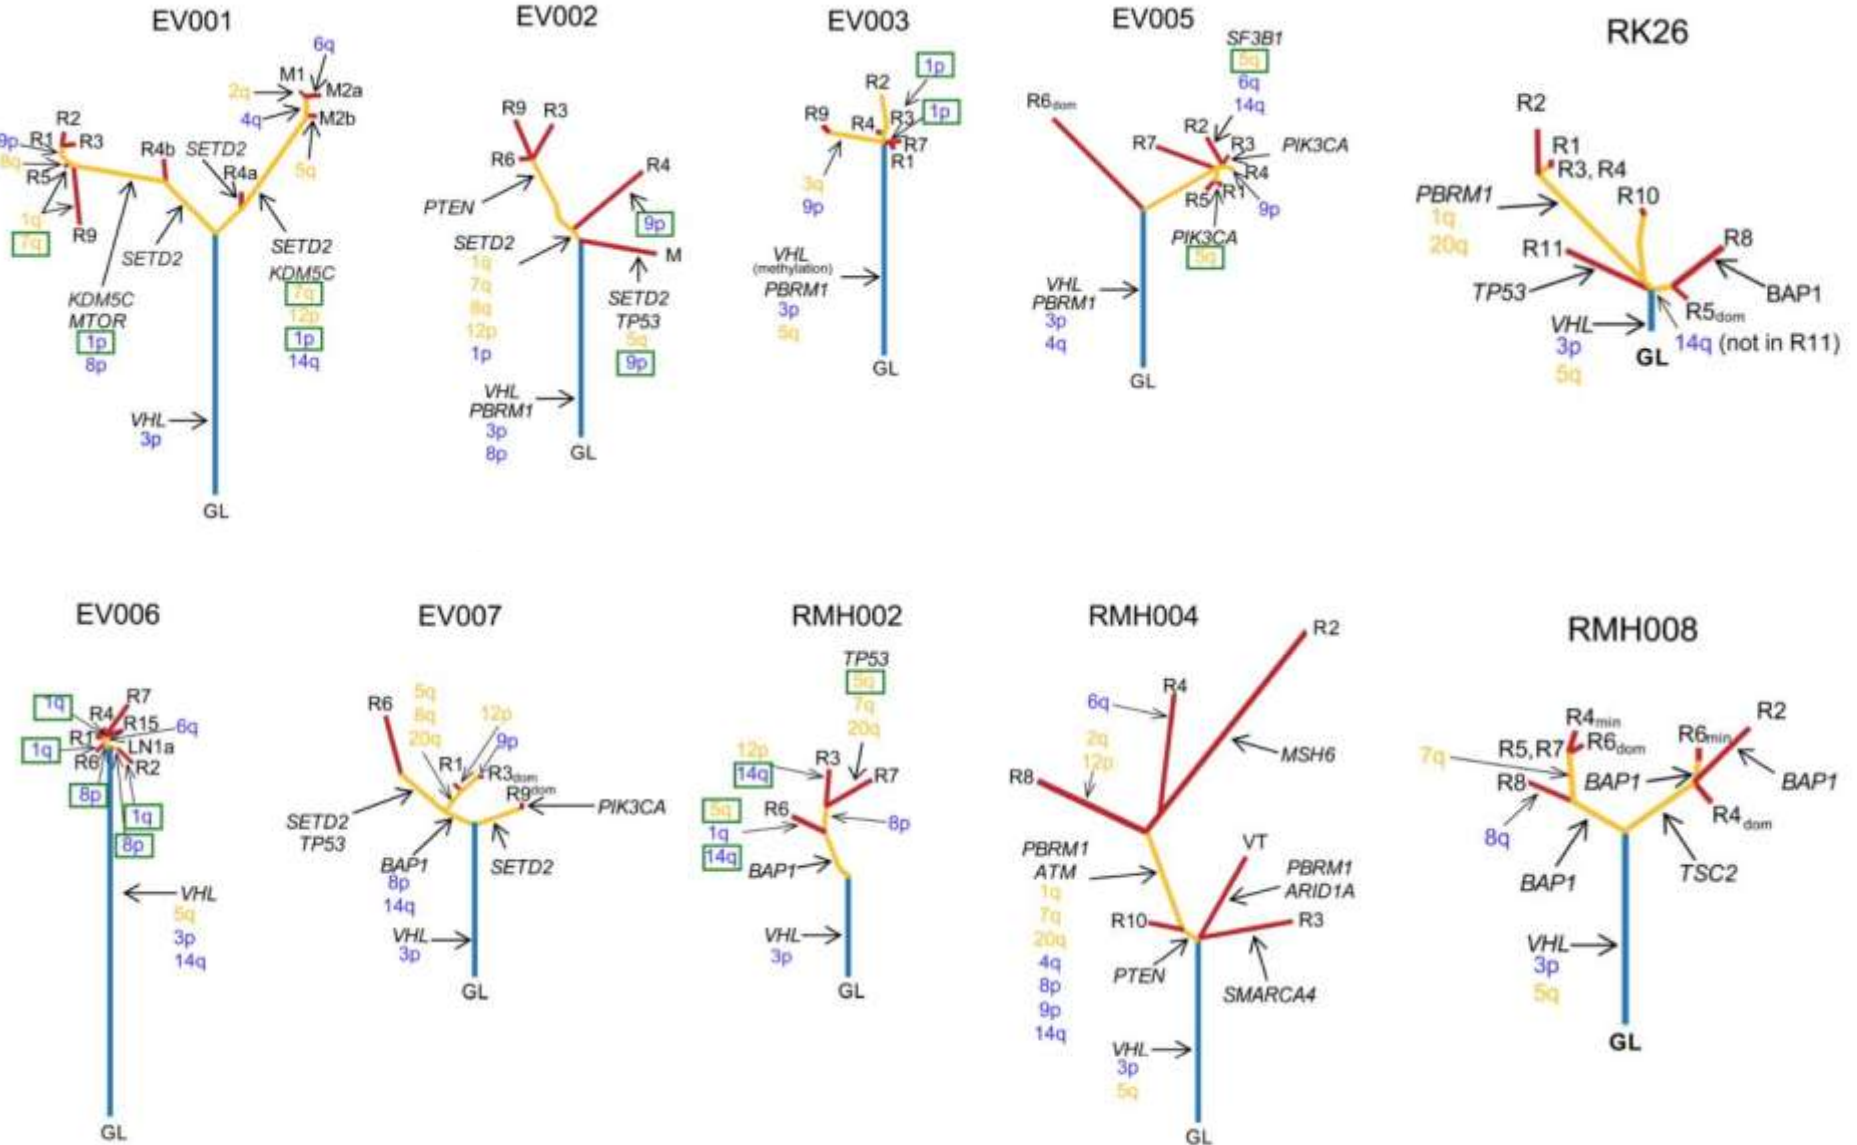 EV001
6q
M1
M2a
2q
4q
M2b
R2
9p
R1
R3
8q
R5
R4b
SETD2
R4a
5q
1q
7q
R9
SETD2
SETD2
KDM5C
7q
12p
1p
14q
KDM5C
MTOR
1p
8p
VHL
3p
GL
EV002
R9
R3
R6
R4
PTEN
9p
SETD2
1q
7q
8q
12p
1p
M
SETD2
TP53
5q
9p
VHL
PBRM1
3p
8p
GL
EV003
1p
R2
1p
R9
R4
R3
R7
R1
3q
9p
VHL
(methylation)
PBRM1
3p
5q
GL
EV005
SF3B1
5q
6q
14q
R6dom
R2
R7
R3
PIK3CA
R4
R5
R1
9p
PIK3CA
5q
VHL
PBRM1
3p
4q
GL
RK26
R2
R1
R3, R4
PBRM1
1q
20q
R10
R11
R8
TP53
BAP1
R5dom
VHL
3p
5q
14q (not in R11)
GL
EV006
1q
R7
R4
R15
6q
R1
1q
LN1a
R6
R2
8p
1q
8p
VHL
5q
3p
14q
GL
EV007
R6
5q
8q
20q
12p
9p
R1
R3dom
R9dom
PIK3CA
SETD2
TP53
BAP1
8p
14q
SETD2
VHL
3p
GL
RMH002
TP53
5q
7q
20q
12p
14q
R3
R7
5q
1q
14q
R6
8p
BAP1
VHL
3p
GL
RMH004
R2
R4
6q
2q
12p
MSH6
R8
VT
PBRM1
ATM
1q
7q
20q
4q
8p
9p
14q
PBRM1
ARID1A
R10
R3
PTEN
SMARCA4
VHL
3p
5q
GL
RMH008
R4min
R2
R5, R7
R6dom
R6min
7q
R8
BAP1
BAP1
8q
R4dom
BAP1
TSC2
VHL
3p
5q
GL